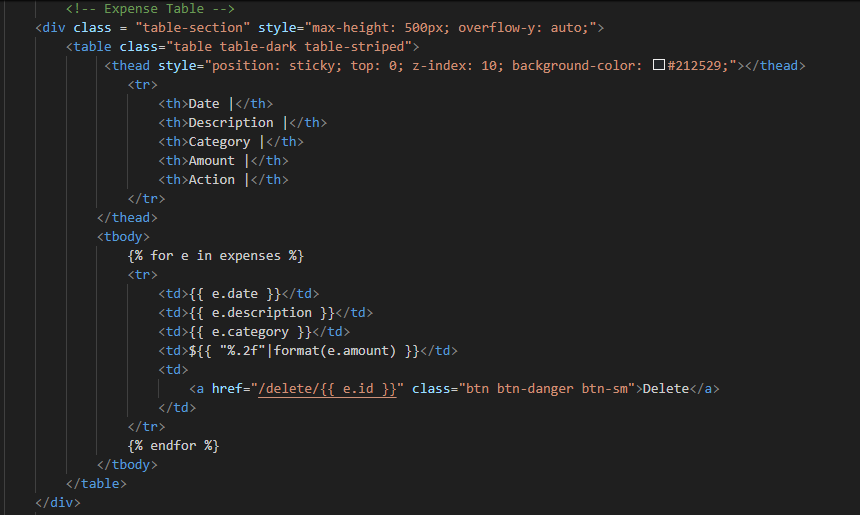 <!-- Expense Table -->
<div class = "table-section" style="max-height: 500px; overflow-y: auto;">
<table class="table table-dark table-striped">
<thead style="position: sticky; top: 0; z-index: 10; background-color: #212529;"></thead>
<tr>
<th>Date |</th>
<th>Description |</th>
<th>Category |</th>
<th>Amount |</th>
<th>Action |</th>
</tr>
</thead>
<tbody>
{% for e in expenses %}
<tr>
<td>{{ e.date }}</td>
<td>{{ e.description }}</td>
<td>{{ e.category }}</td>
<td>${{ "%.2f"|format(e.amount) }}</td>
<td>
<a href="/delete/{{ e.id }}" class="btn btn-danger btn-sm">Delete</a>
</td>
</tr>
{% endfor %}
</tbody>
</table>
</div>